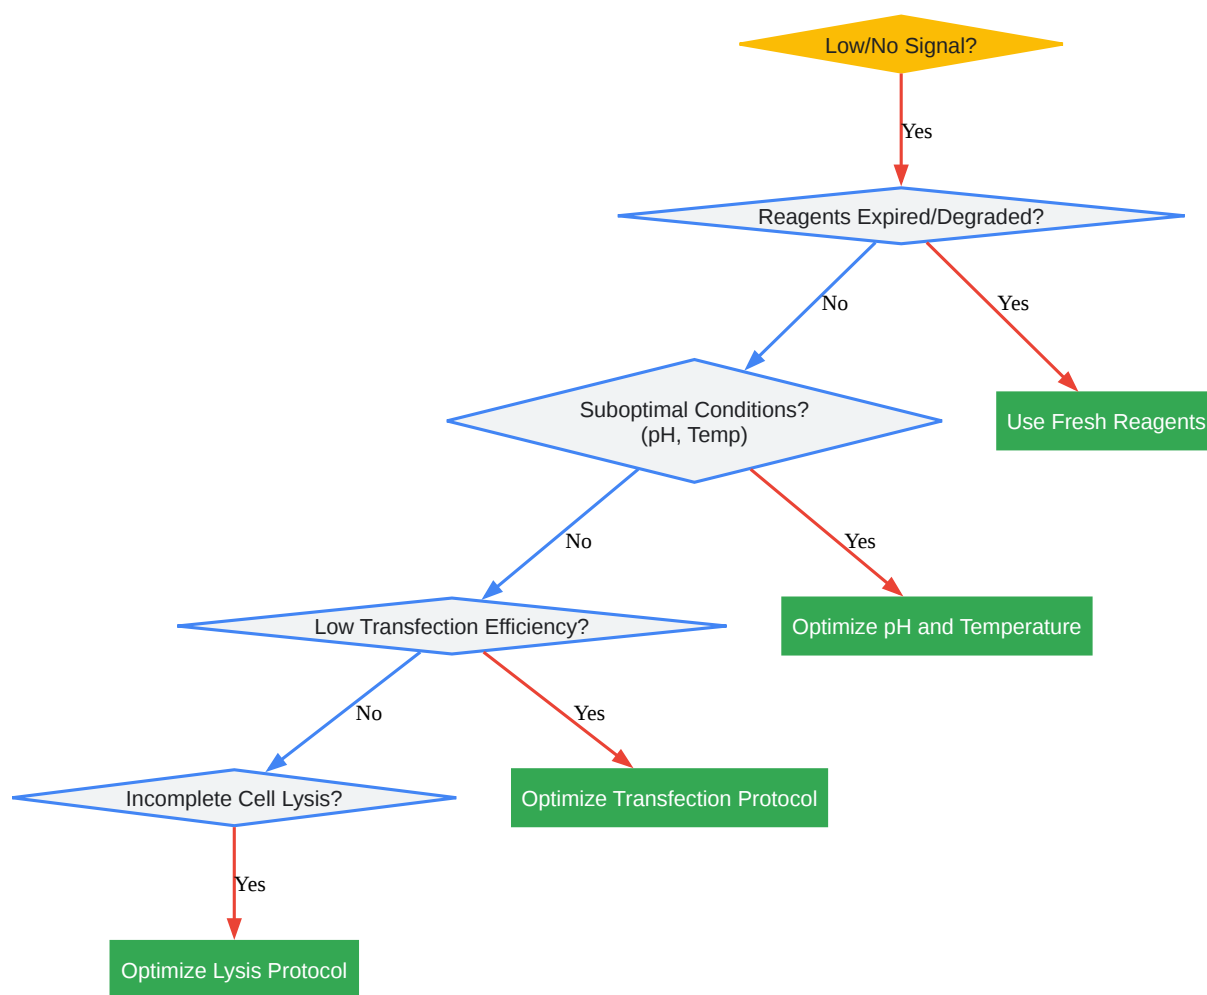 Low/No Signal?
Yes
Reagents Expired/Degraded?
No
Yes
Suboptimal Conditions?
(pH, Temp)
Use Fresh Reagents
No
Yes
Low Transfection Efficiency?
Optimize pH and Temperature
No
Yes
Incomplete Cell Lysis?
Optimize Transfection Protocol
Yes
Optimize Lysis Protocol